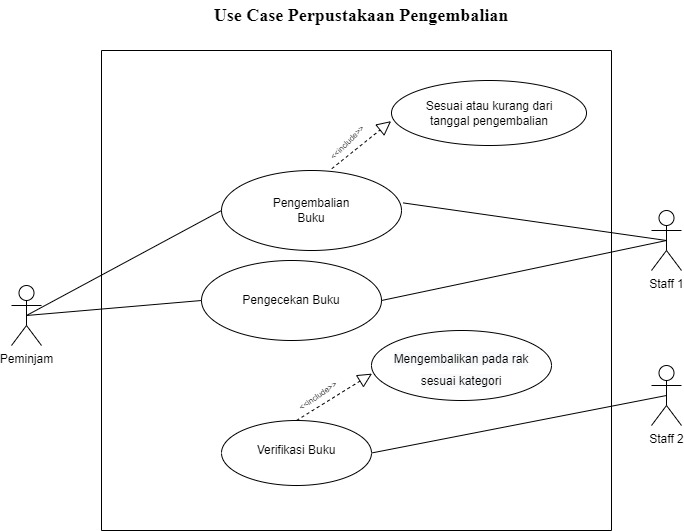 Use Case Perpustakaan Pengembalian
Sesuai atau kurang dari
tanggal pengembalian
<<include>>
Pengembalian
Buku
Staff 1
Pengecekan Buku
Peminjam
Mengembalikan pada rak
sesuai kategori
<<include>>
Staff 2
Verifikasi Buku